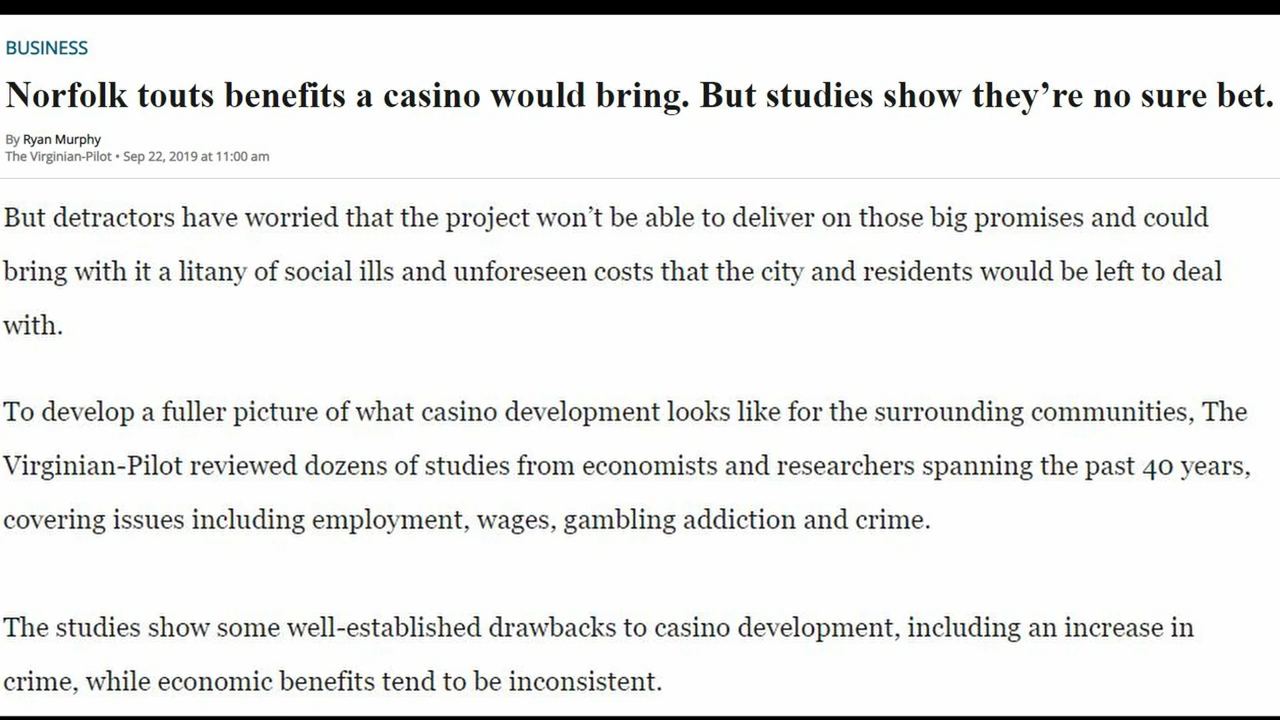 BUSINESS
Norfolk touts benefits a casino would bring. But studies show they’re no sure bet.
By Ryan Murphy
The Virginian-Pilot • Sep 22, 2019 at 11:00 am
But detractors have worried that the project won’t be able to deliver on those big promises and could
bring with it a litany of social ills and unforeseen costs that the city and residents would be left to deal
with.
To develop a fuller picture of what casino development looks like for the surrounding communities, The
Virginian-Pilot reviewed dozens of studies from economists and researchers spanning the past 40 years,
covering issues including employment, wages, gambling addiction and crime.
The studies show some well-established drawbacks to casino development, including an increase in
crime, while economic benefits tend to be inconsistent.